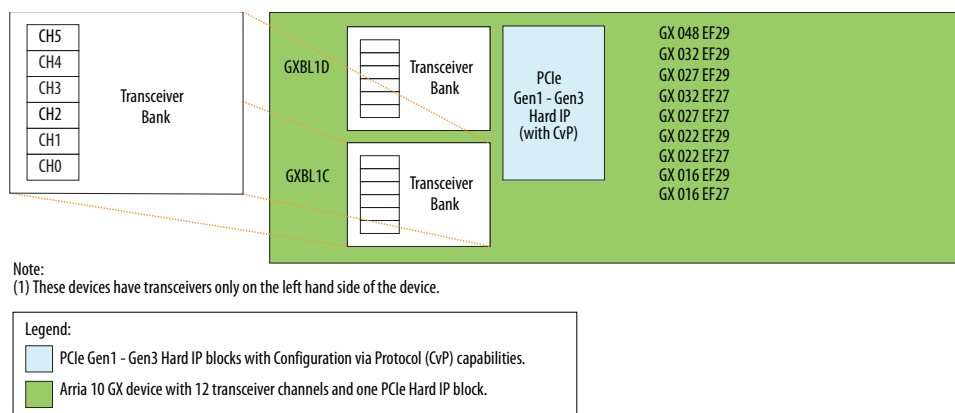 CH5
CH4
CH3
CH2
CH1
CH0
Transceiver
Bank
GXBL1D
Transceiver
Bank
GXBL1C
Transceiver
Bank
PCIe
Gen1 - Gen3
Hard IP
(with CvP)
GX 048 EF29
GX 032 EF29
GX 027 EF29
GX 032 EF27
GX 027 EF27
GX 022 EF29
GX 022 EF27
GX 016 EF29
GX 016 EF27
Note:
(1) These devices have transceivers only on the left hand side of the device.
Legend:
PCIe Gen1 - Gen3 Hard IP blocks with Configuration via Protocol (CvP) capabilities.
Arria 10 GX device with 12 transceiver channels and one PCIe Hard IP block.